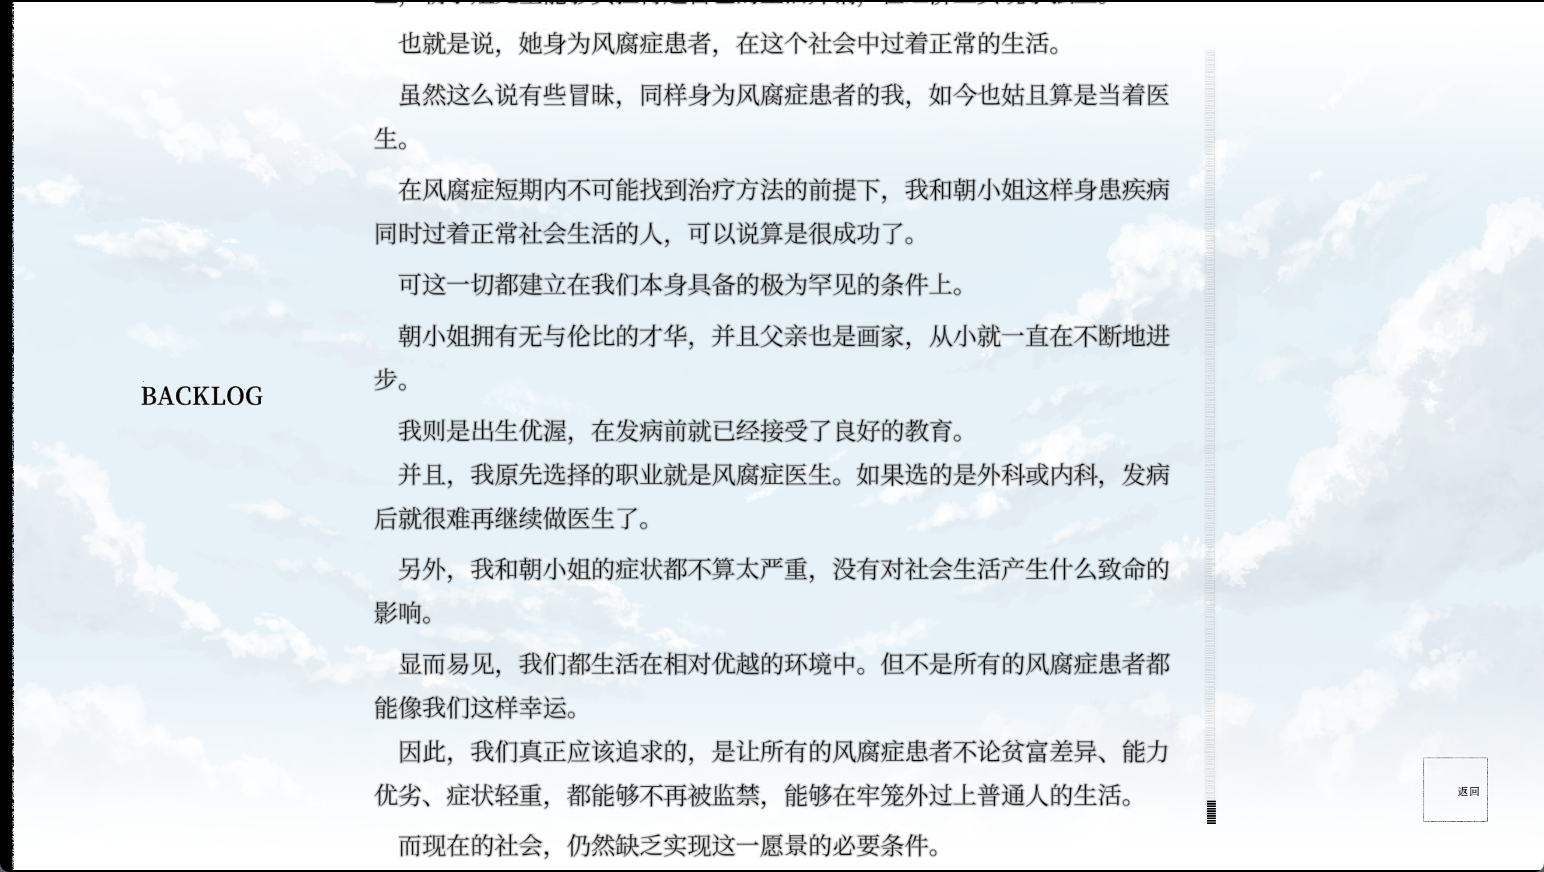 也就是说，她身为风腐症患者，在这个社会中过着正常的生活。
虽然这么说有些冒昧，同样身为风腐症患者的我，如今也姑且算是当着医
生。
在风腐症短期内不可能找到治疗方法的前提下，我和朝小姐这样身患疾病
同时过着正常社会生活的人，可以说算是很成功了。
可这一切都建立在我们本身具备的极为罕见的条件上。
朝小姐拥有无与伦比的才华，并且父亲也是画家，从小就一直在不断地进
步。
BACKLOG
我则是出生优渥，在发病前就已经接受了良好的教育。
并且，我原先选择的职业就是风腐症医生。如果选的是外科或内科，发病
后就很难再继续做医生了。
另外，我和朝小姐的症状都不算太严重，没有对社会生活产生什么致命的
影响。
显而易见，我们都生活在相对优越的环境中。但不是所有的风腐症患者都
能像我们这样幸运。
因此，我们真正应该追求的，是让所有的风腐症患者不论贫富差异、能力
优劣、症状轻重，都能够不再被监禁，能够在牢笼外过上普通人的生活。
返回
而现在的社会，仍然缺乏实现这一愿景的必要条件。